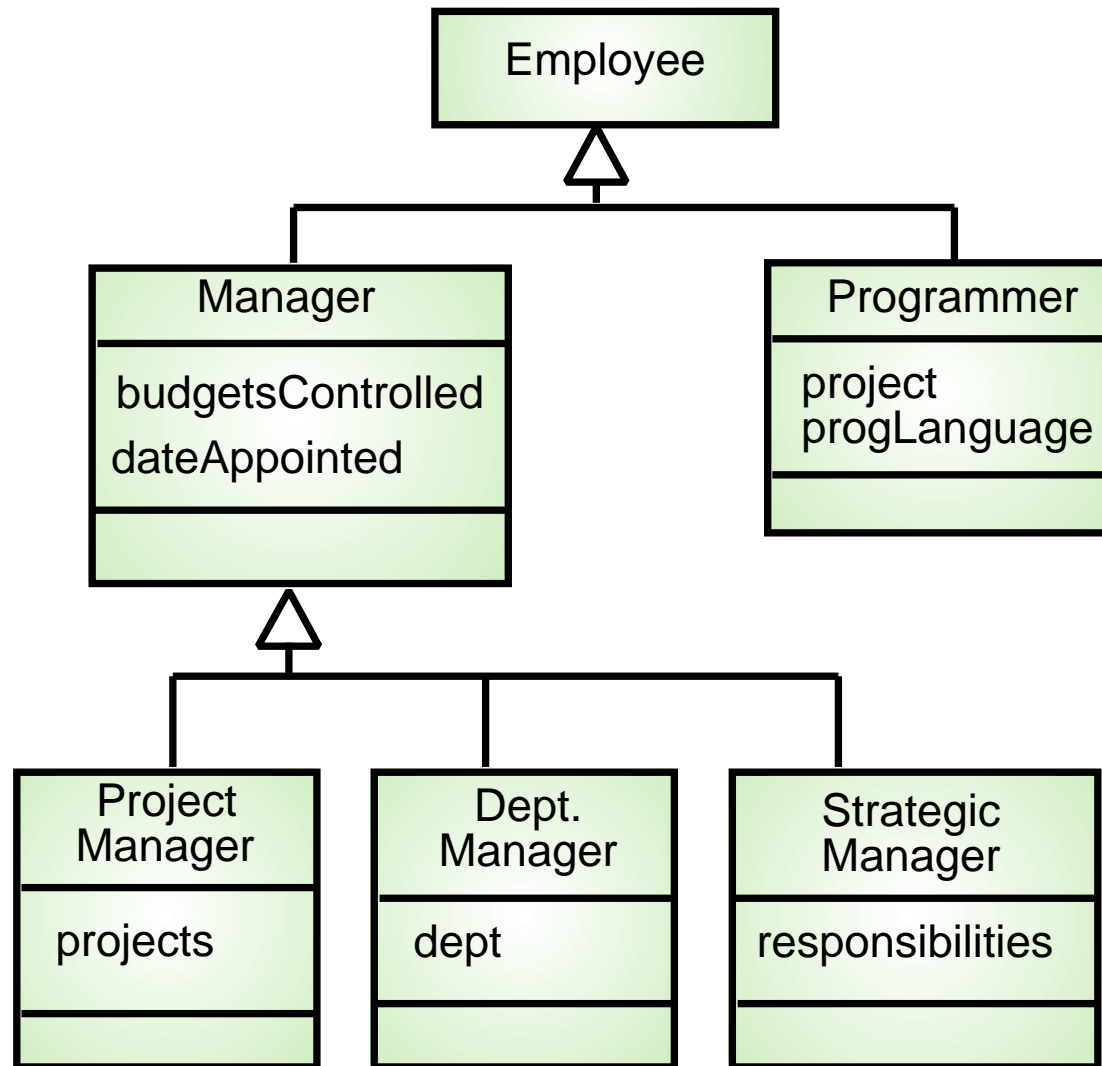 Employee
Manager
Programmer
budgetsControlled
dateAppointed
project
progLanguage
Project
Manager
Dept.
Manager
Strategic
Manager
projects
dept
responsibilities